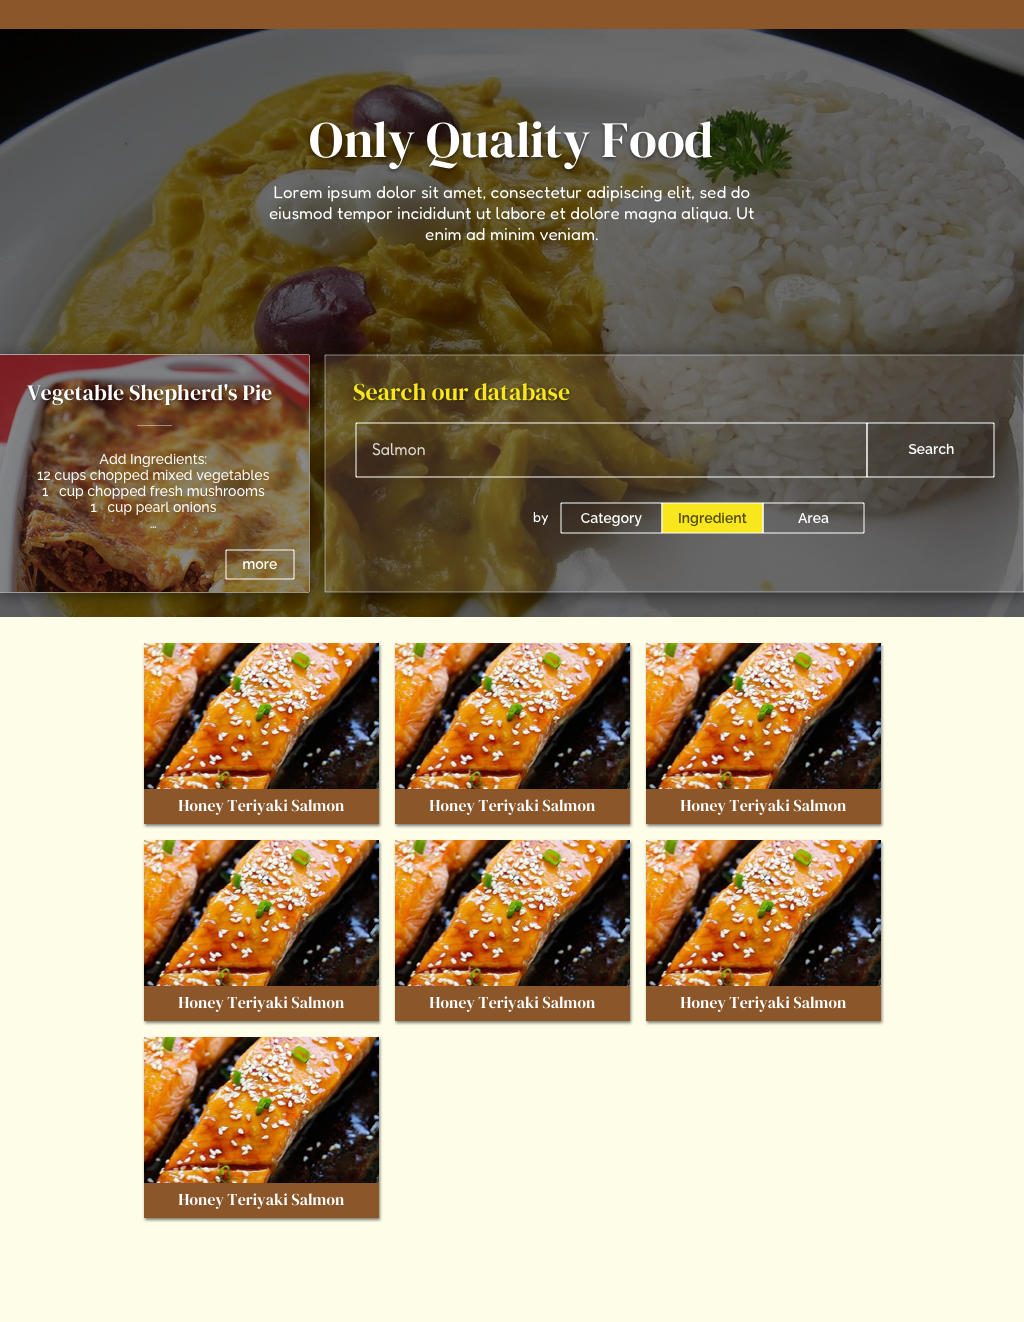 Only Quality Food
Lorem ipsum dolor sit amet, consectetur adipiscing elit, sed do
eiusmod tempor incididunt ut labore et dolore magna aliqua. Ut
enim ad minim veniam.
Vegetable Shepherd's Pie
Add Ingredients:
12 cups chopped mixed vegetables
1 cup chopped fresh mushrooms
1 cup pearl onions
...
more
Search our database
Salmon
Search
by
Category
Ingredient
Area
Honey Teriyaki Salmon
Honey Teriyaki Salmon
Honey Teriyaki Salmon
Honey Teriyaki Salmon
Honey Teriyaki Salmon
Honey Teriyaki Salmon
Honey Teriyaki Salmon